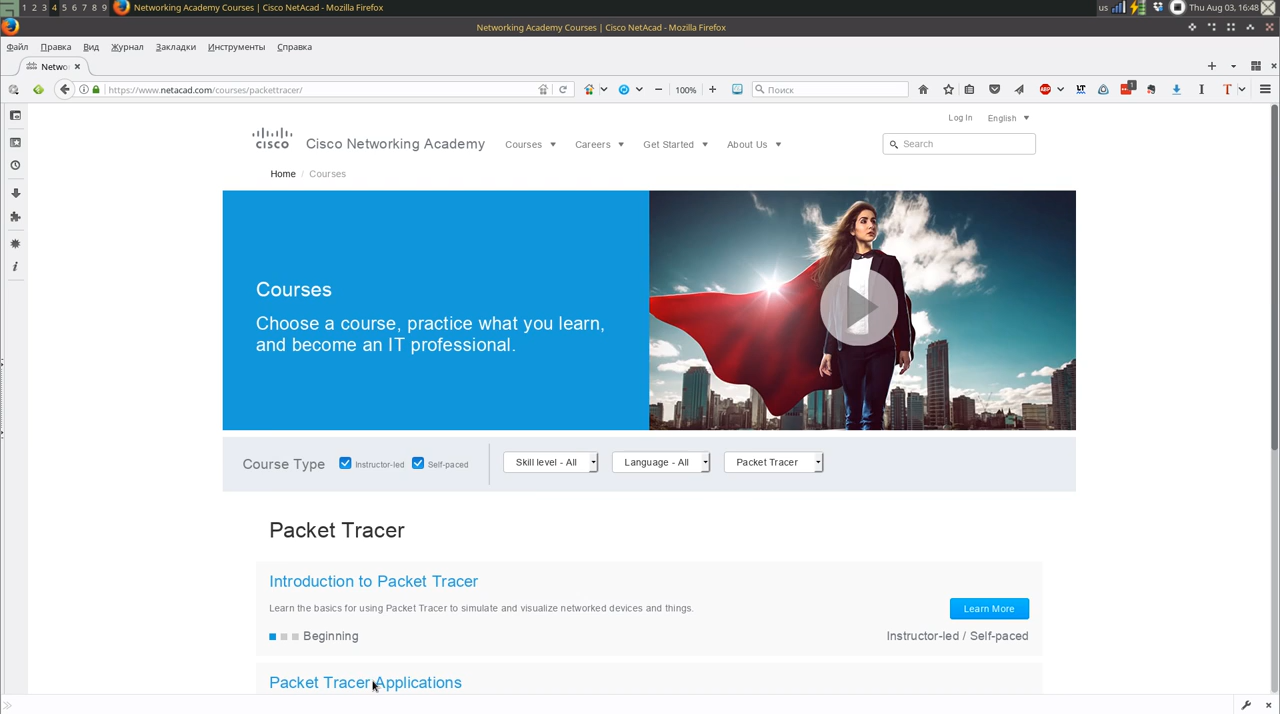 1 2 3 4 5 6 7 8 9 Networking Academy Courses | Cisco NetAcad - Mozilla Firefox us Thu Aug 03, 16:48
Networking Academy Courses | Cisco NetAcad - Mozilla Firefox
Файл Правка Вид Журнал Закладки Инструменты Справка
Netwo
https://www.netacad.com/courses/packettracer/ 100% Поиск ABP 1 LT T
Log In English
cisco Cisco Networking Academy Courses Careers Get Started About Us Search
Home / Courses
Courses
Choose a course, practice what you learn,
and become an IT professional.
Course Type Instructor-led Self-paced Skill level - All Language - All Packet Tracer
Packet Tracer
Introduction to Packet Tracer
Learn the basics for using Packet Tracer to simulate and visualize networked devices and things.
Learn More
Beginning Instructor-led / Self-paced
Packet Tracer Applications